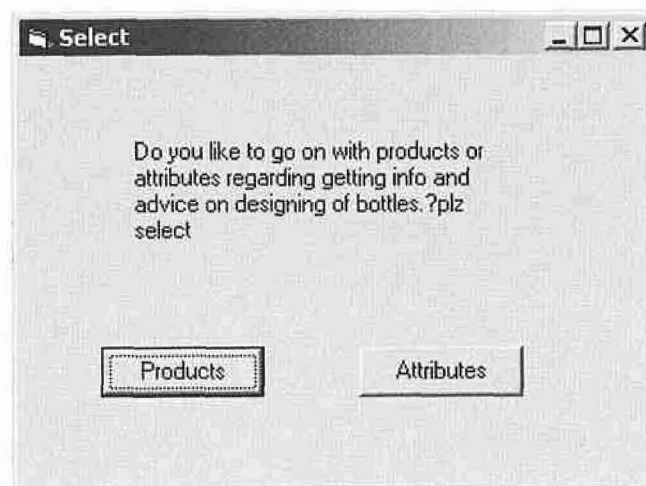 Select
Do you like to go on with products or
attributes regarding getting info and
advice on designing of bottles.?plz
select
Products Attributes